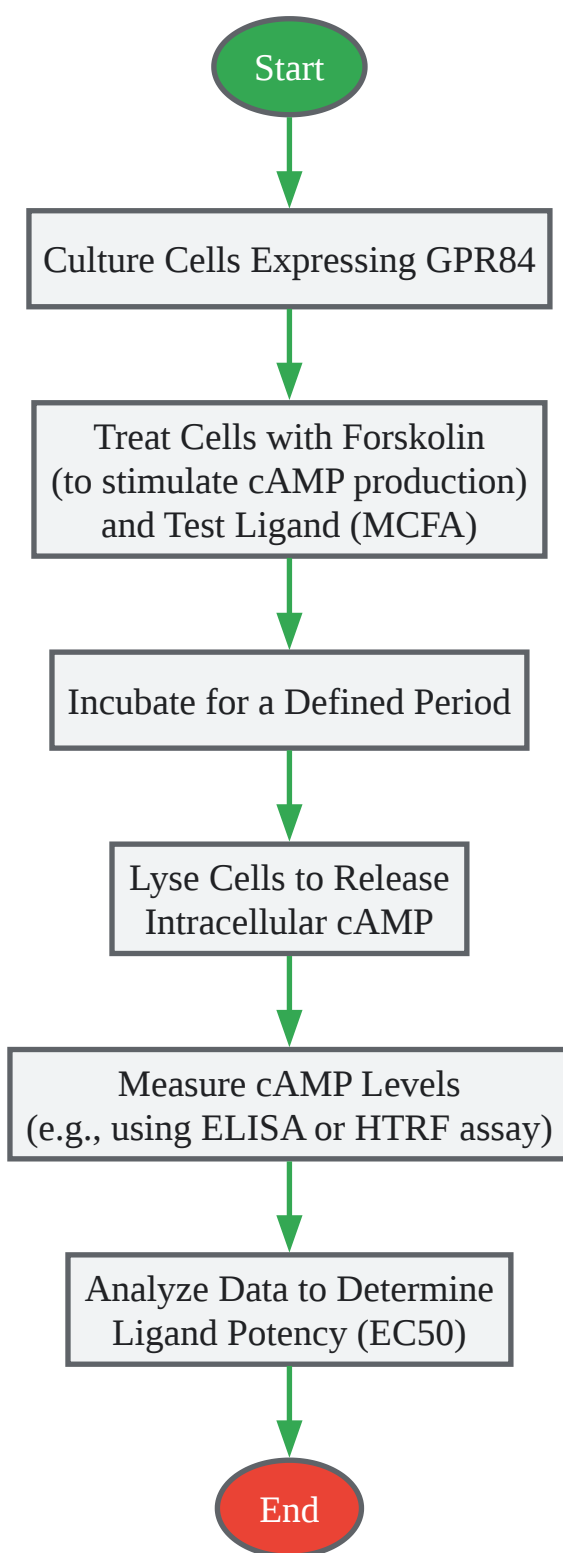 Start
Culture Cells Expressing GPR84
Treat Cells with Forskolin
(to stimulate cAMP production)
and Test Ligand (MCFA)
Incubate for a Defined Period
Lyse Cells to Release
Intracellular cAMP
Measure cAMP Levels
(e.g., using ELISA or HTRF assay)
Analyze Data to Determine
Ligand Potency (EC50)
End